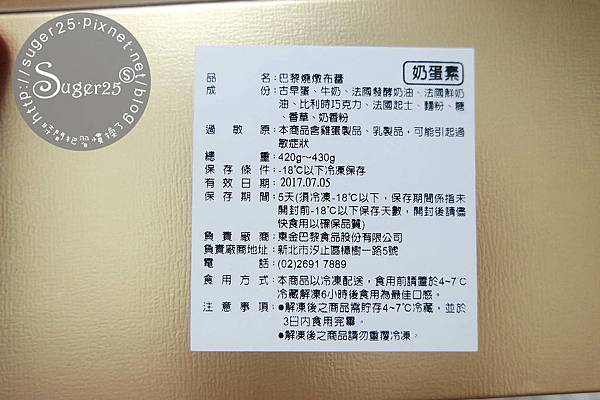 奶蛋素
品名:巴黎燒燉布蕾
成份:古早蛋、牛奶、法國發酵奶油、法國鮮奶
油、比利時巧克力、法國起士、麵粉、糖
、香草、奶香粉
過敏原:本商品含雞蛋製品、乳製品,可能引起過
敏症狀
總重:420g~430g
保存條件:-18℃以下冷凍保存
有效日期:2017.07.05
保存期間:5天(須冷凍-18℃以下,保存期間係指未
開封前-18℃以下保存天數,開封後請儘
快食用以確保品質)
負責廠商:東金巴黎食品股份有限公司
負責廠商地址:新北市汐止區樟樹一路5號
電話:(02)2691 7889
食用方式:本商品以冷凍配送,食用前請置於4~7℃
冷藏解凍6小時後食用為最佳口感。
注意事項:●解凍後之商品需貯存4~7℃冷藏,並於
3日內食用完畢。
●解凍後之商品請勿重覆冷凍。
Suger25
http://suger25.pixnet.net/blog
時間把習慣換了